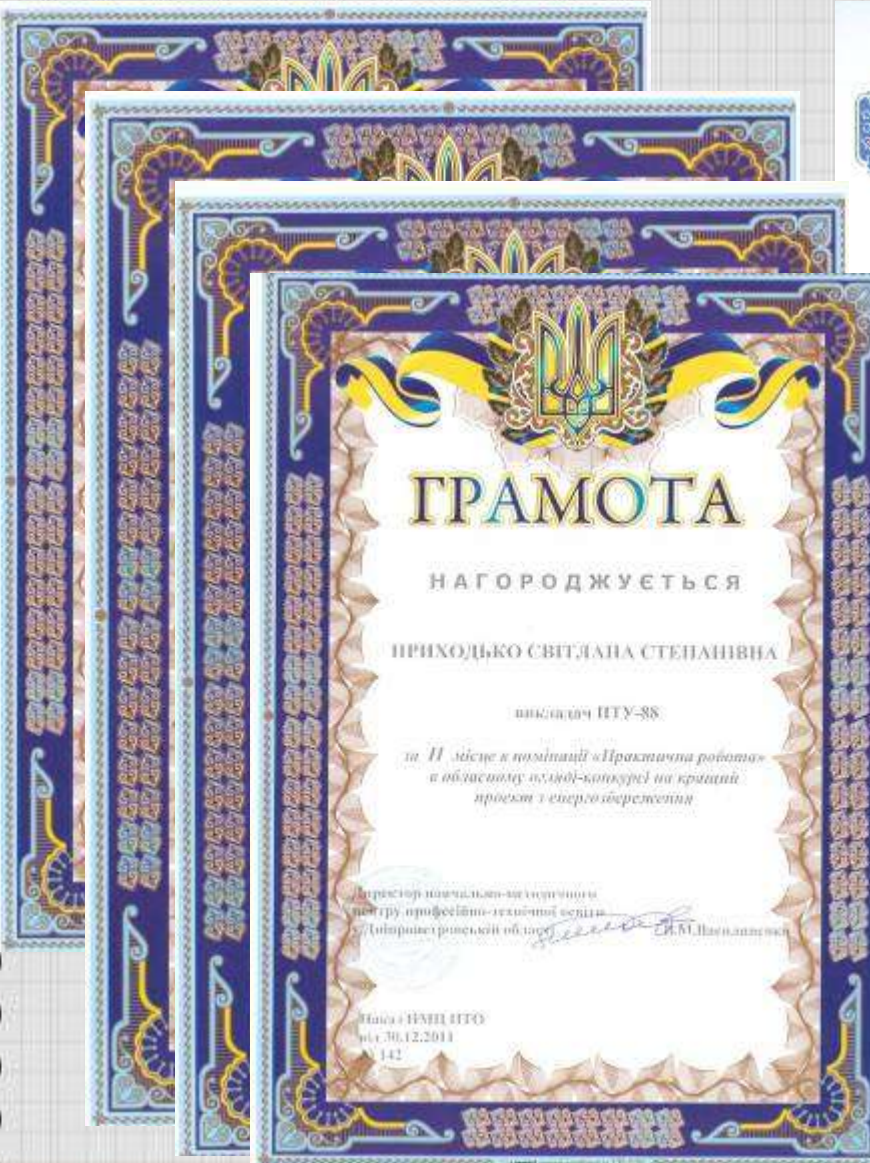 ГРАМОТА
НАГОРОДЖУЄТЬСЯ
ПРИХОДЬКО СВІТЛАНА СТЕПАНІВНА
викладач ПТУ-88
за II місце в номінації «Практична робота»
в обласному огляді-конкурсі на кращий
проект з енергозбереження
Директор навчально-методичного
центру професійно-технічної освіти
у Дніпропетровській області
Наказ НМЦ ПТО
від 30.12.2011
№ 142